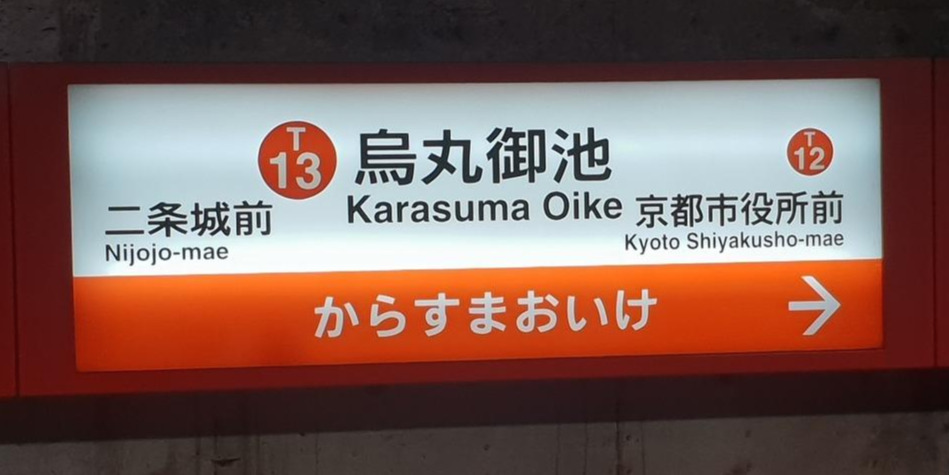 T
13
烏丸御池
Karasuma Oike
二条城前
Nijojo-mae
T
12
京都市役所前
Kyoto Shiyakusho-mae
からすまおいけ →